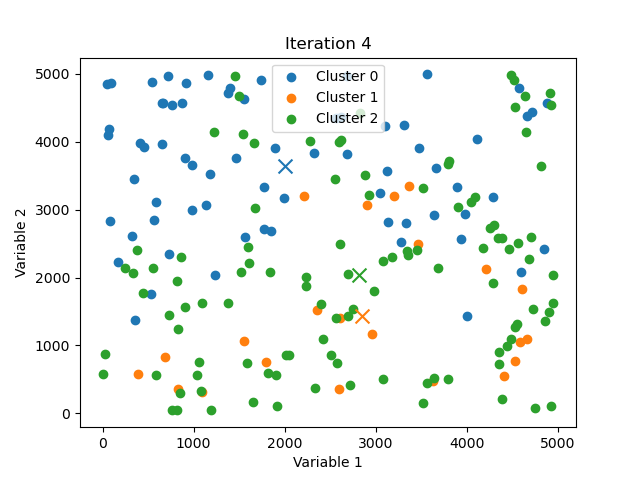 Iteration 4
Cluster 0
Cluster 1
Cluster 2
Variable 2
5000
4000
3000
2000
1000
0
0 1000 2000 3000 4000 5000
Variable 1